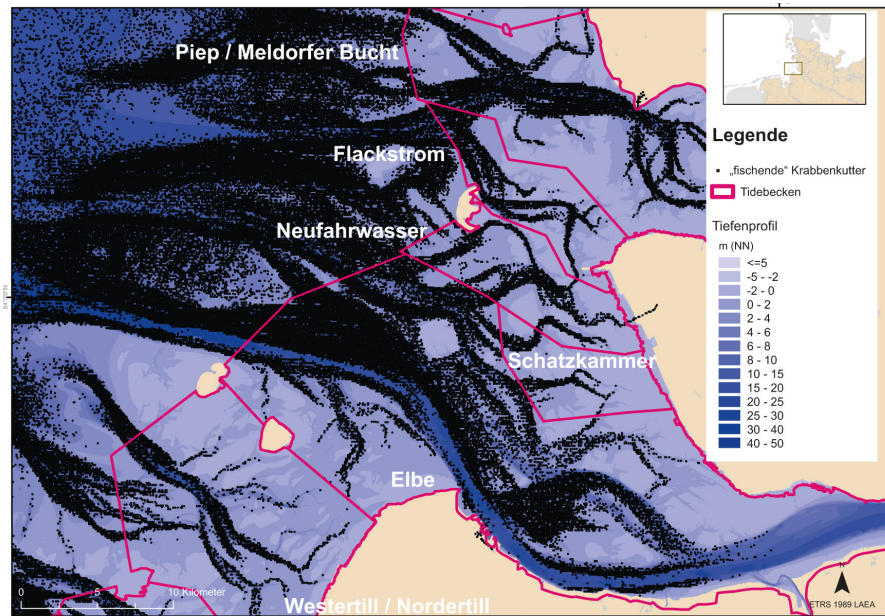 Piep / Meldorfer Bucht
Flackstrom
Neufahrwasser
Schatzkammer
Elbe
Westertill / Nordertill
Legende
„fischende“ Krabbenkutter
Tidebecken
Tiefenprofil
m (NN)
<=5
-5 - -2
-2 - 0
0 - 2
2 - 4
4 - 6
6 - 8
8 - 10
10 - 15
15 - 20
20 - 25
25 - 30
30 - 40
40 - 50
0 5 10 Kilometer
N
ETRS 1989 LAEA